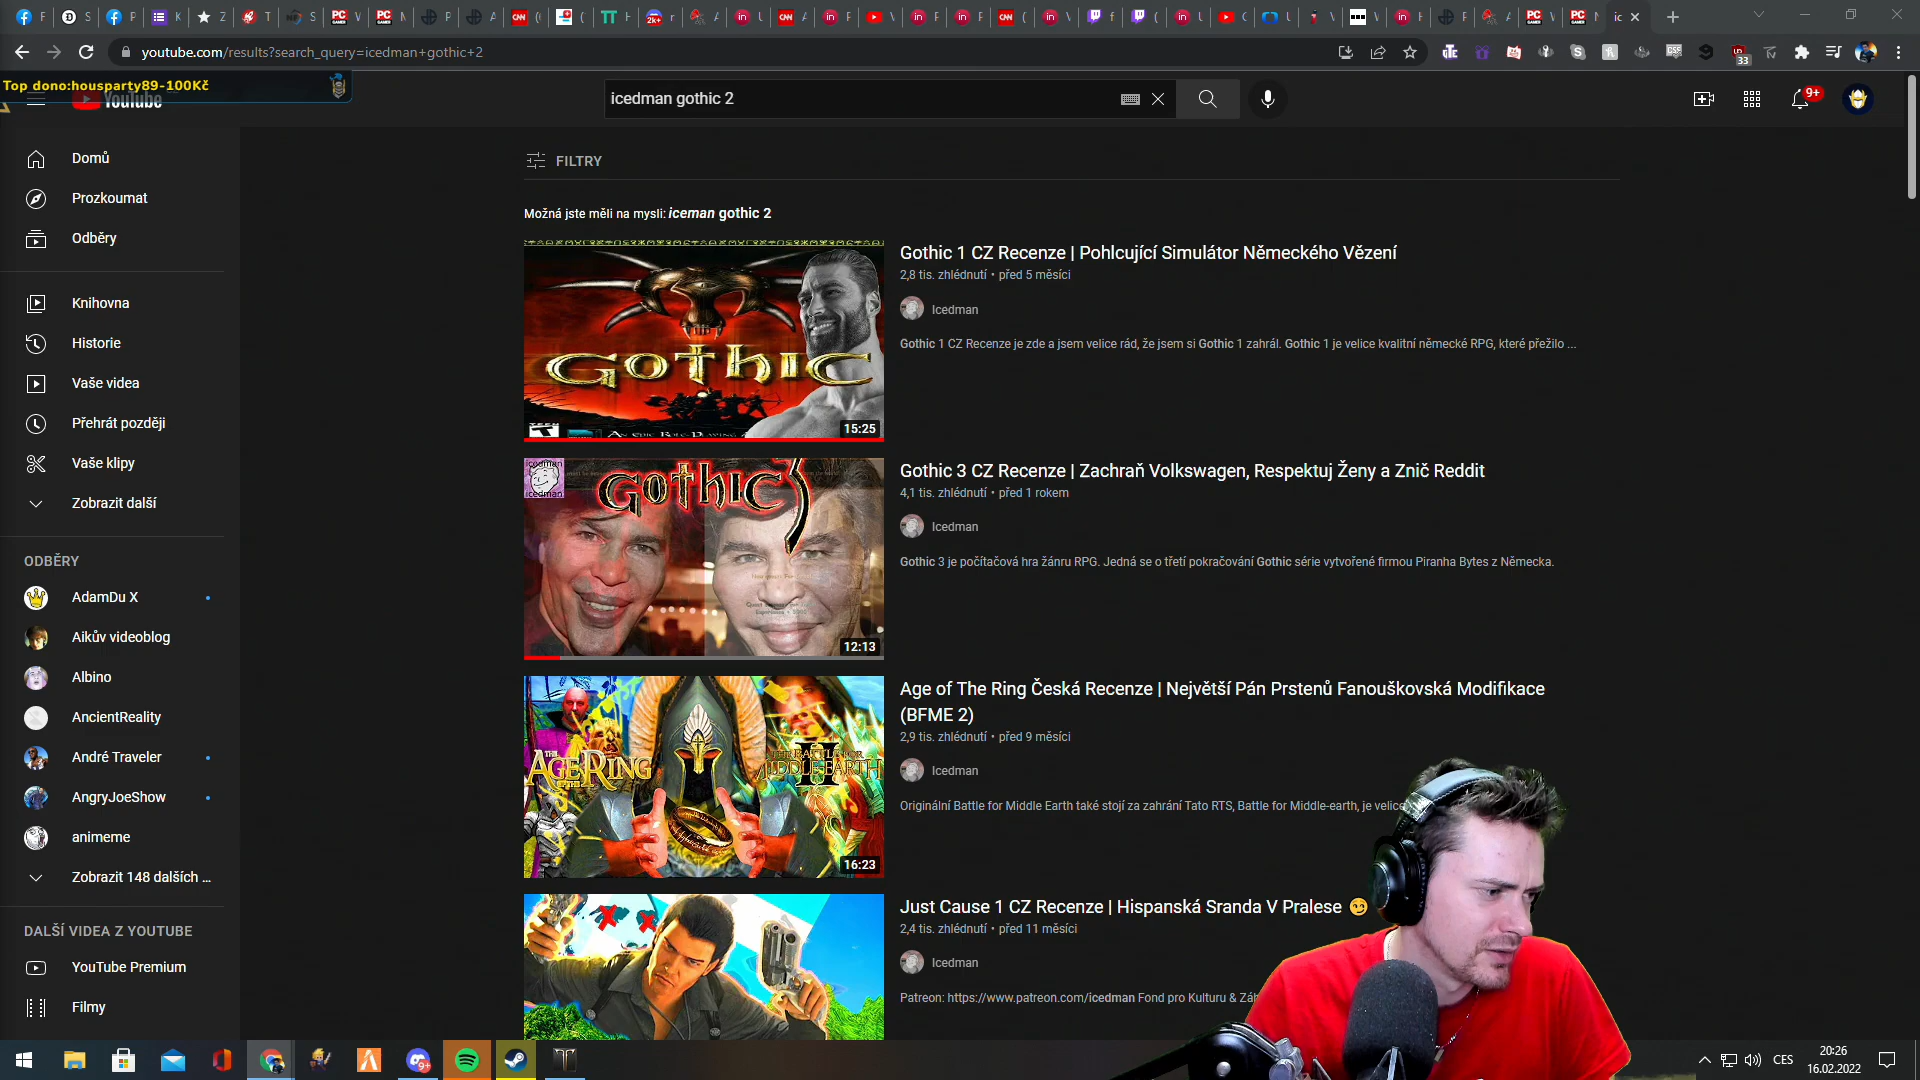 youtube.com/results?search_query=icedman+gothic+2
33
Top dono:housparty89-100Kč
YouTube
icedman gothic 2
9+
Domů
Prozkoumat
Odběry
Knihovna
Historie
Vaše videa
Přehrát později
Vaše klipy
Zobrazit další
ODBĚRY
AdamDu X
Aikův videoblog
Albino
AncientReality
André Traveler
AngryJoeShow
animeme
Zobrazit 148 dalších ...
DALŠÍ VIDEA Z YOUTUBE
YouTube Premium
Filmy
FILTRY
Možná jste měli na mysli: iceman gothic 2
GOTHIC
15:25
Gothic 1 CZ Recenze | Pohlcující Simulátor Německého Vězení
2,8 tis. zhlédnutí • před 5 měsíci
Icedman
Gothic 1 CZ Recenze je zde a jsem velice rád, že jsem si Gothic 1 zahrál. Gothic 1 je velice kvalitní německé RPG, které přežilo ...
icedman
icedman
GOTHIC 3
12:13
Gothic 3 CZ Recenze | Zachraň Volkswagen, Respektuj Ženy a Znič Reddit
4,1 tis. zhlédnutí • před 1 rokem
Icedman
Gothic 3 je počítačová hra žánru RPG. Jedná se o třetí pokračování Gothic série vytvořené firmou Piranha Bytes z Německa.
16:23
Age of The Ring Česká Recenze | Největší Pán Prstenů Fanouškovská Modifikace
(BFME 2)
2,9 tis. zhlédnutí • před 9 měsíci
Icedman
Originální Battle for Middle Earth také stojí za zahrání Tato RTS, Battle for Middle-earth, je velice
Just Cause 1 CZ Recenze | Hispanská Sranda V Pralese 😊
2,4 tis. zhlédnutí • před 11 měsíci
Icedman
Patreon: https://www.patreon.com/icedman Fond pro Kulturu &
9+
CES
20:26
16.02.2022